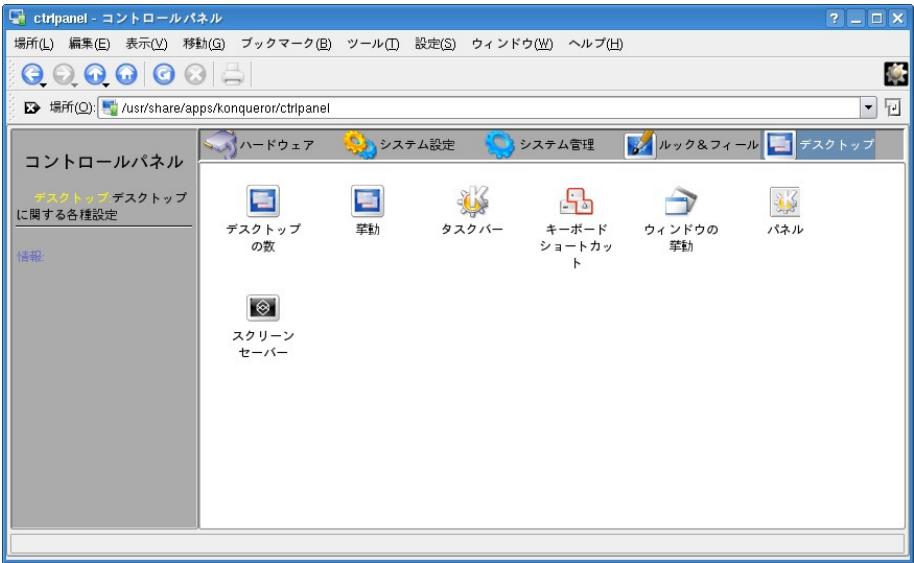 ctrlpanel - コントロールパネル
場所(L) 編集(E) 表示(V) 移動(G) ブックマーク(B) ツール(T) 設定(S) ウィンドウ(W) ヘルプ(H)
場所(O): /usr/share/apps/konqueror/ctrlpanel
ハードウェア システム設定 システム管理 ルック&フィール デスクトップ
コントロールパネル
デスクトップ:デスクトップ
に関する各種設定
情報:
デスクトップ
の数
挙動
タスクバー
キーボード
ショートカッ
ト
ウィンドウの
挙動
パネル
スクリーン
セーバー